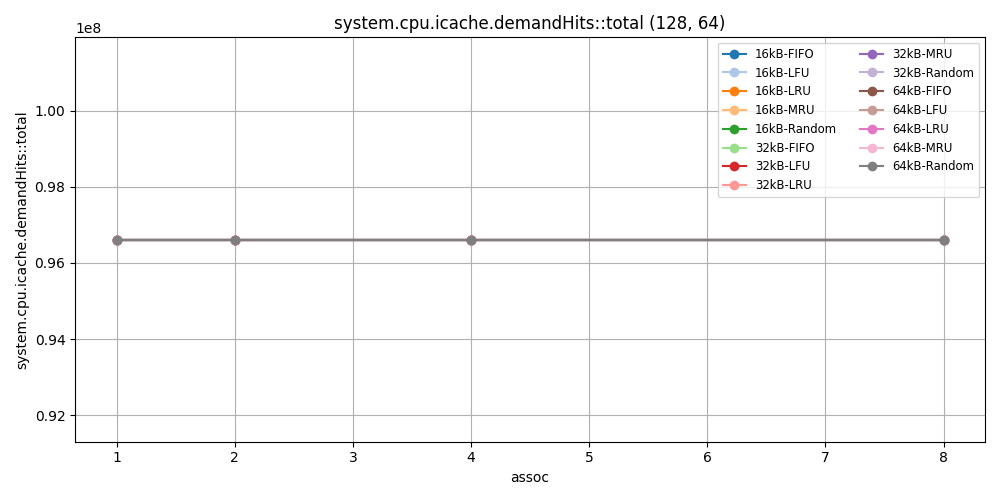 system.cpu.icache.demandHits::total (128, 64)
1e8
system.cpu.icache.demandHits::total
1.00
0.98
0.96
0.94
0.92
16kB-FIFO
16kB-LFU
16kB-LRU
16kB-MRU
16kB-Random
32kB-FIFO
32kB-LFU
32kB-LRU
32kB-MRU
32kB-Random
64kB-FIFO
64kB-LFU
64kB-LRU
64kB-MRU
64kB-Random
1 2 3 4 5 6 7 8
assoc